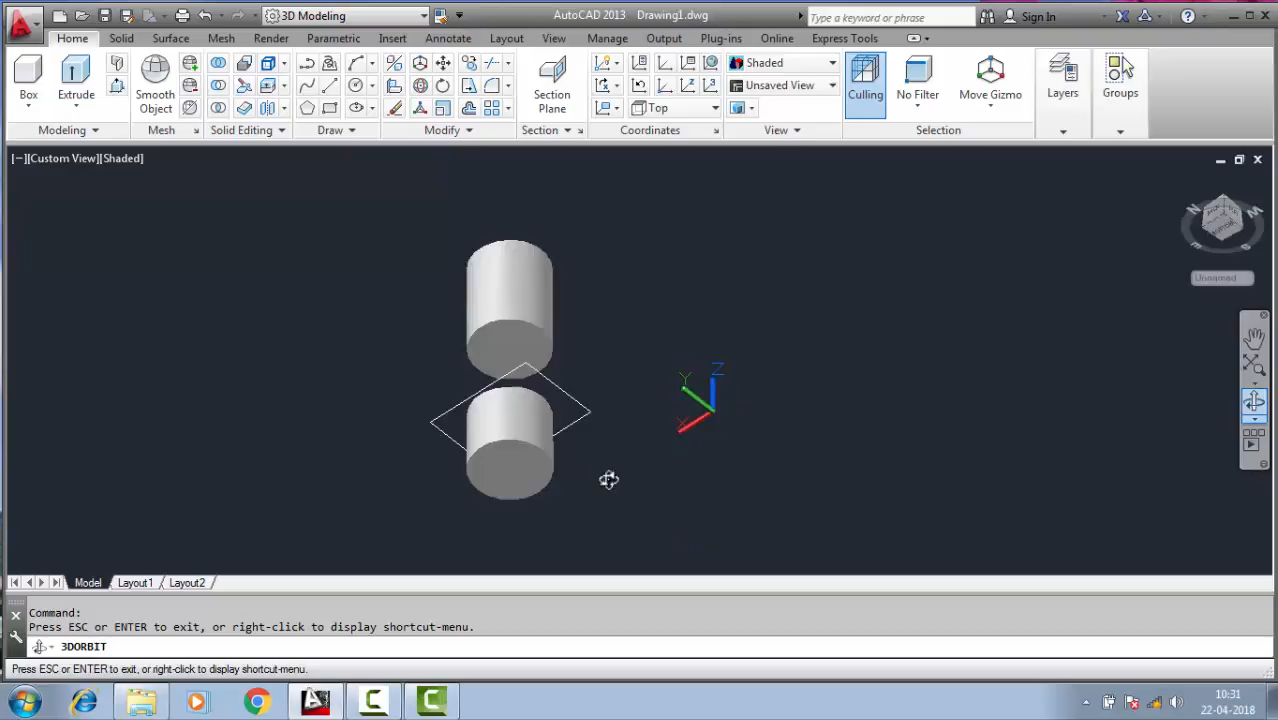 3D Modeling
AutoCAD 2013 Drawing1.dwg
Type a keyword or phrase
Sign In
Home Solid Surface Mesh Render Parametric Insert Annotate Layout View Manage Output Plug-ins Online Express Tools
Box
Extrude
Smooth
Object
Section
Plane
Shaded
Unsaved View
Top
Culling
No Filter
Move Gizmo
Layers
Groups
Modeling Mesh Solid Editing Draw Modify Section Coordinates View Selection
[−][Custom View][Shaded]
N
E
Unnamed
Z
Y
X
Model Layout1 Layout2
Command:
Press ESC or ENTER to exit, or right-click to display shortcut-menu.
3DORBIT
Press ESC or ENTER to exit, or right-click to display shortcut-menu.
10:31
22-04-2018